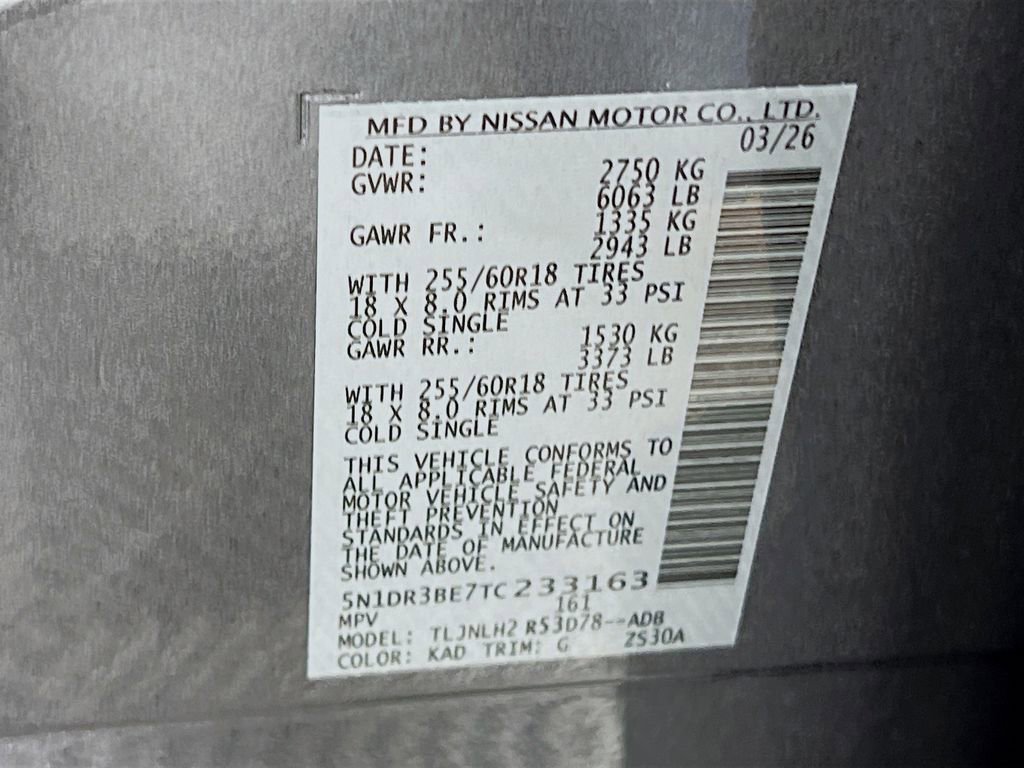 MFD BY NISSAN MOTOR CO., LTD.
DATE: 03/26
GVWR: 2750 KG
6063 LB
GAWR FR.: 1335 KG
2943 LB
WITH 255/60R18 TIRES
18 X 8.0 RIMS AT 33 PSI
COLD SINGLE
GAWR RR.: 1530 KG
3373 LB
WITH 255/60R18 TIRES
18 X 8.0 RIMS AT 33 PSI
COLD SINGLE
THIS VEHICLE CONFORMS TO
ALL APPLICABLE FEDERAL
MOTOR VEHICLE SAFETY AND
THEFT PREVENTION
STANDARDS IN EFFECT ON
THE DATE OF MANUFACTURE
SHOWN ABOVE.
5N1DR3BE7TC233163
MPV 161
MODEL: TLJNLH2 R53D78--ADB
COLOR: KAD TRIM: G ZS30A